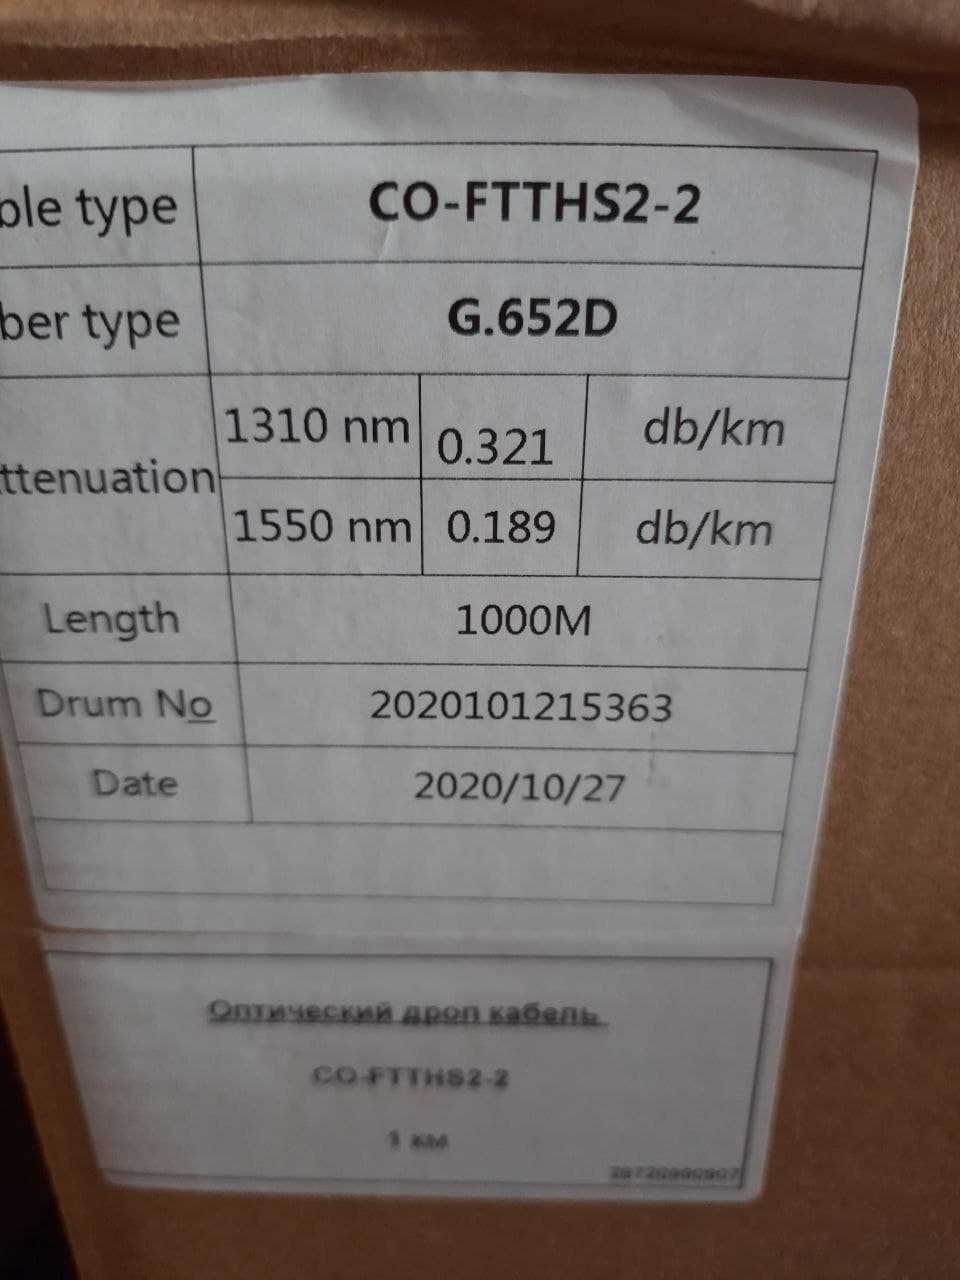 ble type CO-FTTHS2-2
ber type G.652D
ttenuation 1310 nm 0.321 db/km
1550 nm 0.189 db/km
Length 1000M
Drum No 2020101215363
Date 2020/10/27
Оптический дроп кабель
CO-FTTHS2-2
1 км